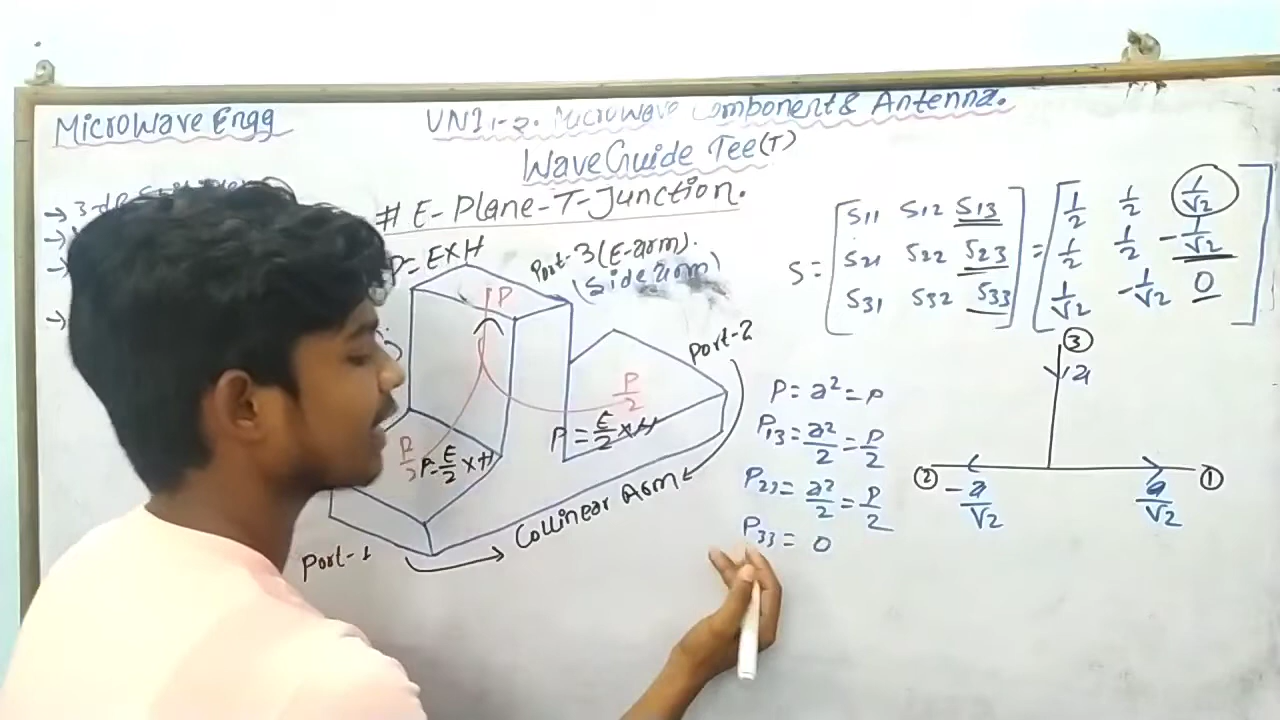 MicroWave Engg
UNIT-2. Microwave Component & Antenna.
WaveGuide Tee(T)
# E-Plane-T-Junction.
→ 3-d
P=E×H
Port-3 (E-arm).
Side arm)
P
Port-2
P/2
P = E/2 × H
P/2
P=E/2 ×H
Collinear Arm
Port-1
S = [S11 S12 S13] = [1/2 1/2 1/√2]
[S21 S22 S23] [1/2 1/2 -1/√2]
[S31 S32 S33] [1/√2 -1/√2 0]
P = a² = P
P13 = a²/2 = P/2
P23 = a²/2 = P/2
P33 = 0
③
a
② ①
-a/√2 a/√2